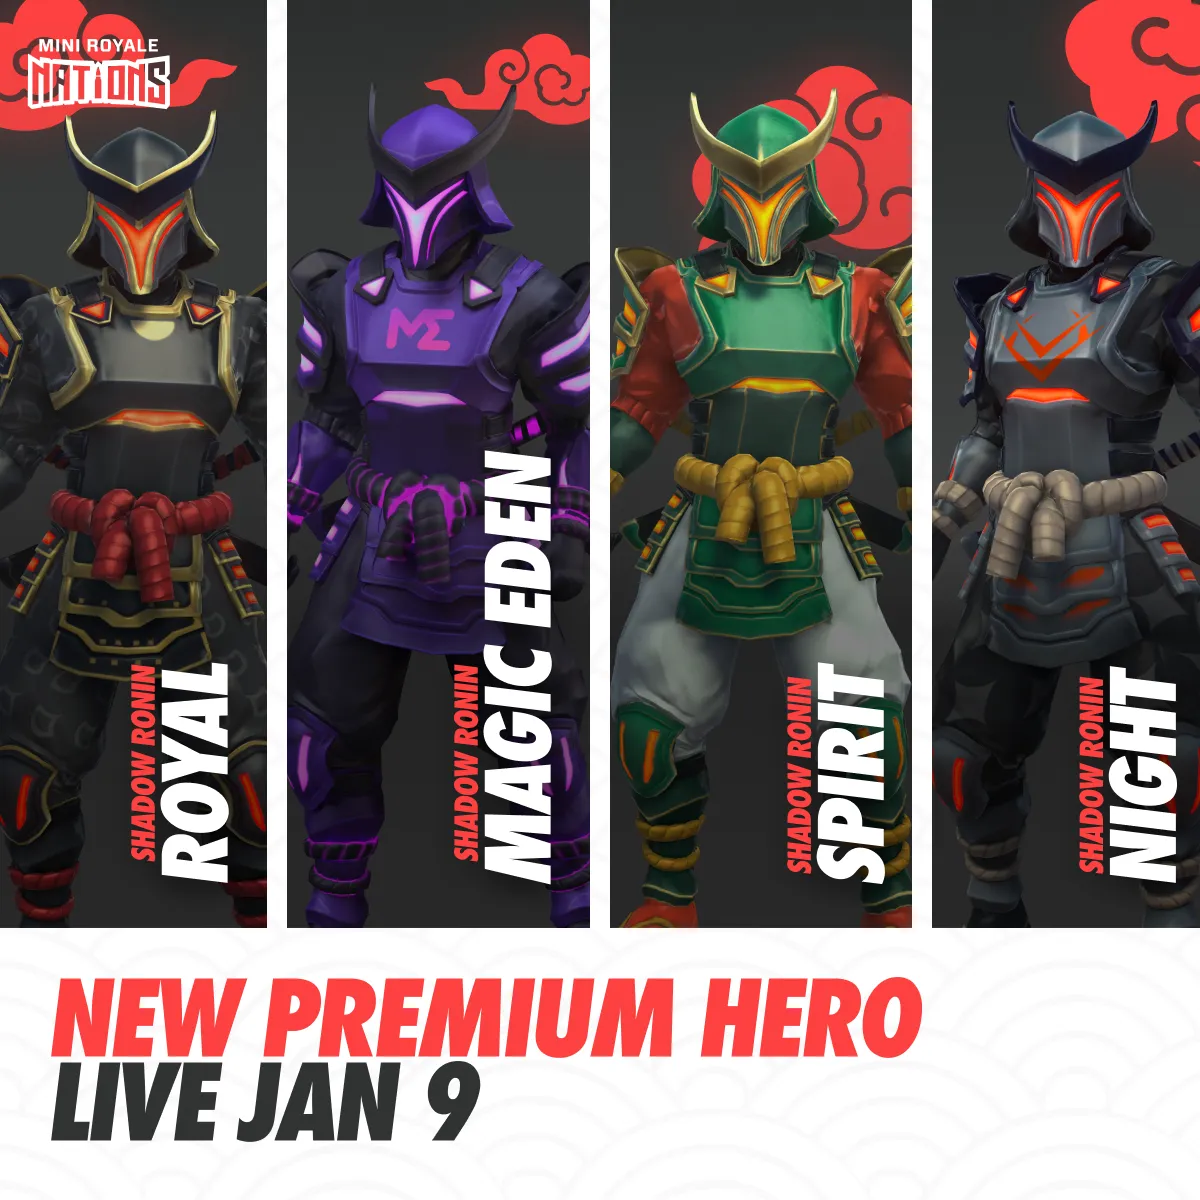 MINI ROYALE
NATIONS
SHADOW RONIN
ROYAL
ME
SHADOW RONIN
MAGIC EDEN
SHADOW RONIN
SPIRIT
SHADOW RONIN
NIGHT
NEW PREMIUM HERO
LIVE JAN 9